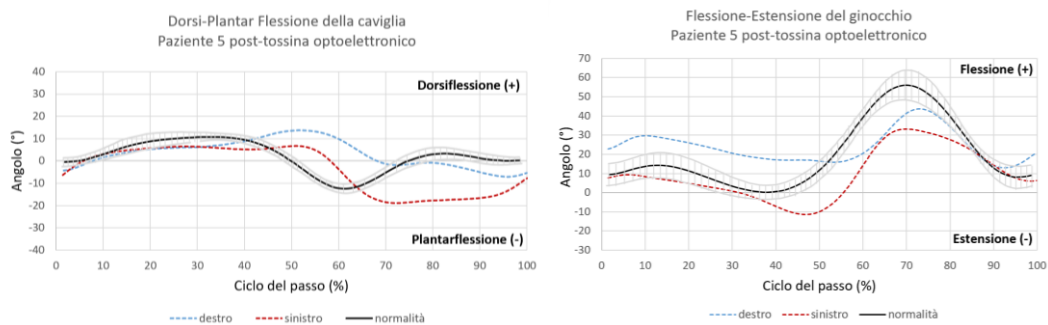 Dorsi-Plantar Flessione della caviglia
Paziente 5 post-tossina optoelettronico
40
30
20
10
0
-10
-20
-30
-40
Angolo (°)
Dorsiflessione (+)
Plantarflessione (-)
0 10 20 30 40 50 60 70 80 90 100
Ciclo del passo (%)
destro sinistro normalità
Flessione-Estensione del ginocchio
Paziente 5 post-tossina optoelettronico
70
60
50
40
30
20
10
0
-10
-20
-30
Angolo (°)
Flessione (+)
Estensione (-)
0 10 20 30 40 50 60 70 80 90 100
Ciclo del passo (%)
destro sinistro normalità